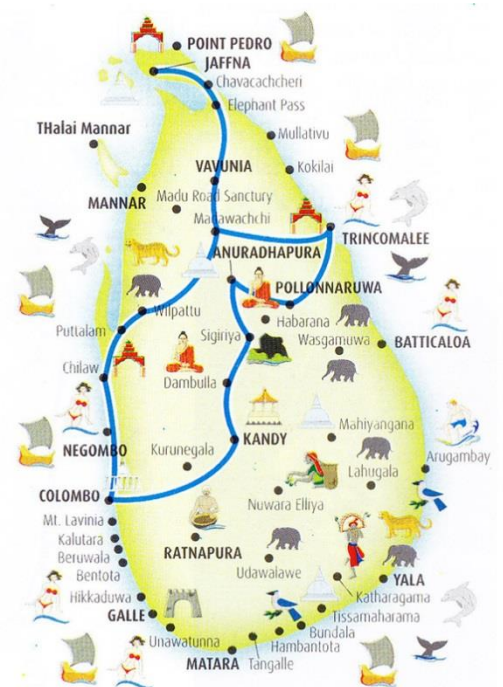 POINT PEDRO
JAFFNA
Chavacachcheri
Elephant Pass
THalai Mannar
Mullativu
VAVUNIA
Kokilai
MANNAR
Madu Road Sanctury
Madawachchi
TRINCOMALEE
ANURADHAPURA
POLLONNARUWA
Wilpattu
Habarana
Puttalam
Sigiriya
Wasgamuwa
BATTICALOA
Chilaw
Dambulla
Mahiyangana
NEGOMBO
Kurunegala
KANDY
Arugambay
Lahugala
COLOMBO
Nuwara Elliya
Mt. Lavinia
Kalutara
RATNAPURA
Beruwala
Udawalawe
Bentota
YALA
Hikkaduwa
Katharagama
GALLE
Tissamaharama
Bundala
Unawatunna
Hambantota
MATARA
Tangalle